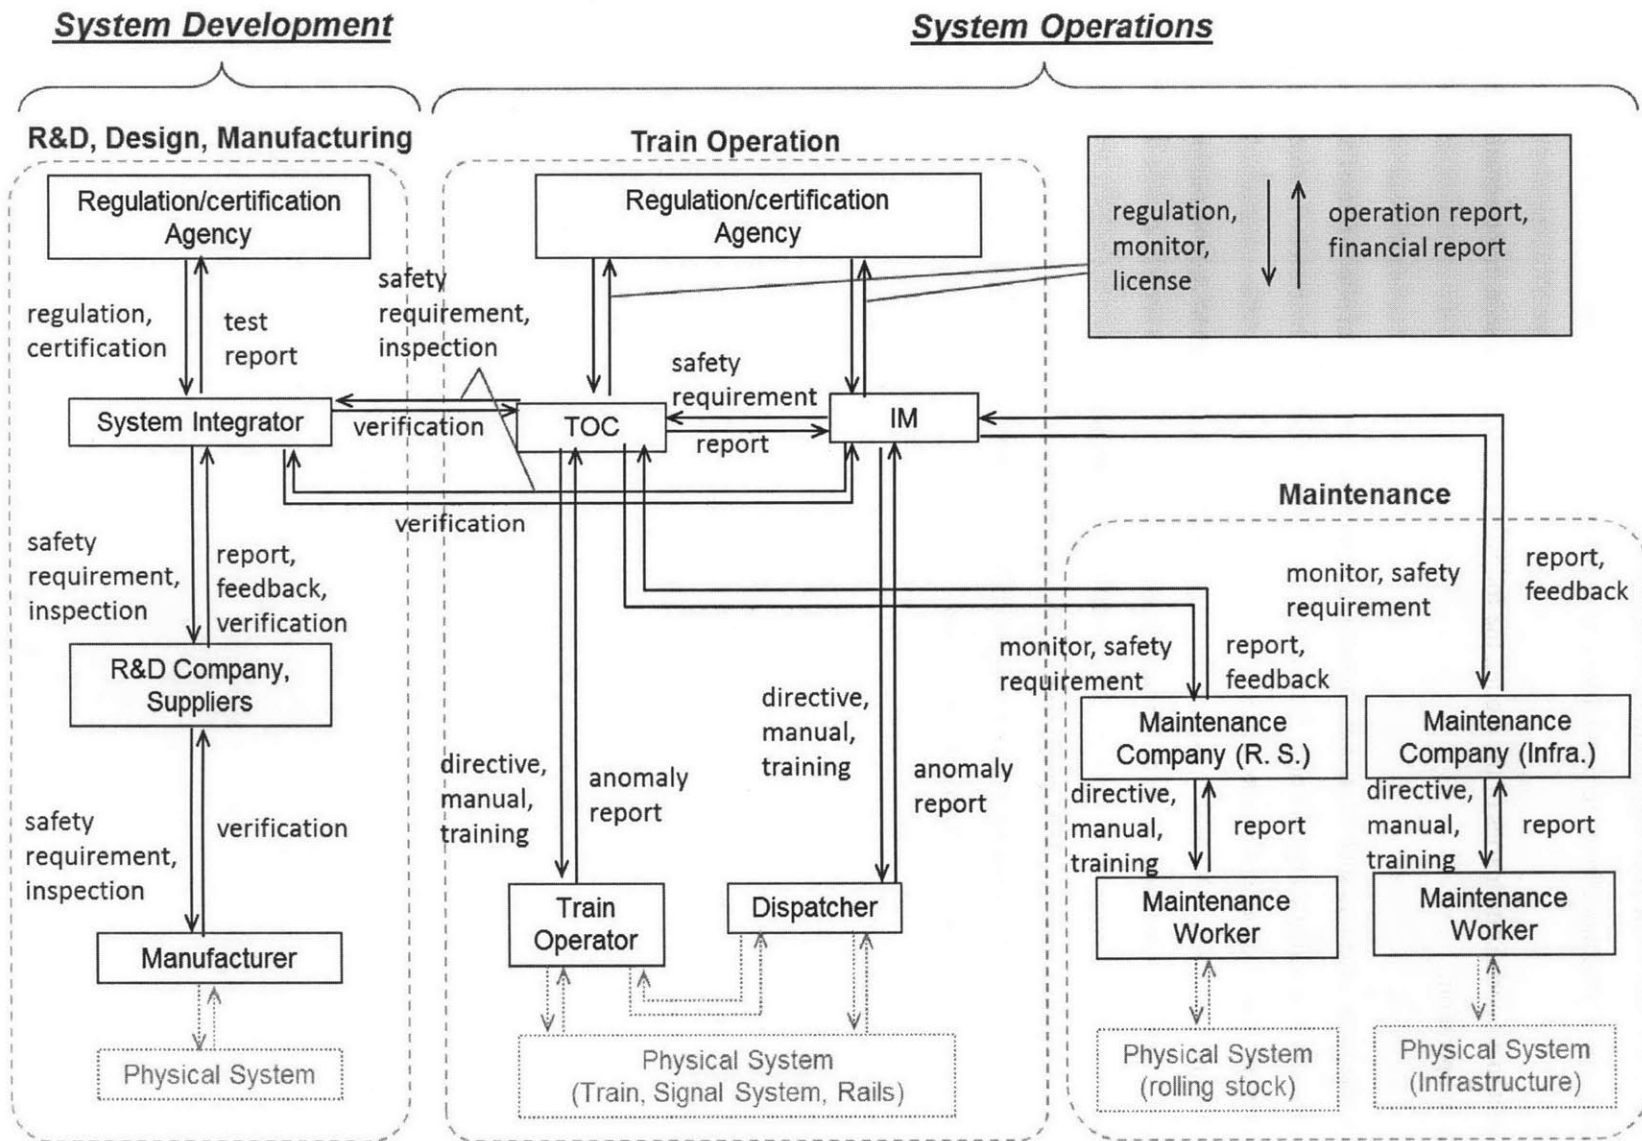 System Development
System Operations
R&D, Design, Manufacturing
Train Operation
Regulation/certification
Agency
Regulation/certification
Agency
regulation,
monitor,
license
operation report,
financial report
regulation,
certification
test
report
safety
requirement,
inspection
safety
requirement
System Integrator
verification
TOC
report
IM
verification
Maintenance
safety
requirement,
inspection
report,
feedback,
verification
monitor, safety
requirement
report,
feedback
monitor, safety
requirement
report,
feedback
R&D Company,
Suppliers
directive,
manual,
training
Maintenance
Company (R. S.)
Maintenance
Company (Infra.)
directive,
manual,
training
anomaly
report
anomaly
report
directive,
manual,
training
report
directive,
manual,
training
report
safety
requirement,
inspection
verification
Train
Operator
Dispatcher
Maintenance
Worker
Maintenance
Worker
Manufacturer
Physical System
Physical System
(Train, Signal System, Rails)
Physical System
(rolling stock)
Physical System
(Infrastructure)